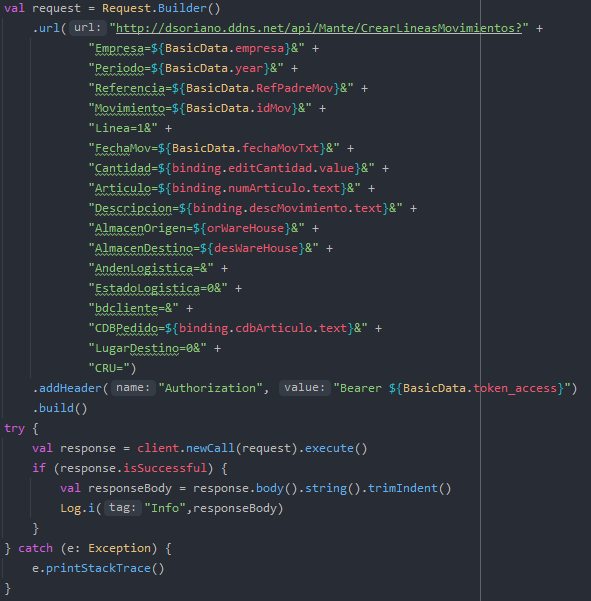 val request = Request.Builder()
.url( url: "http://dsoriano.ddns.net/api/Mante/CrearLineasMovimientos?" +
"Empresa=${BasicData.empresa}&" +
"Periodo=${BasicData.year}&" +
"Referencia=${BasicData.RefPadreMov}&" +
"Movimiento=${BasicData.idMov}&" +
"Linea=1&" +
"FechaMov=${BasicData.fechaMovTxt}&" +
"Cantidad=${binding.editCantidad.value}&" +
"Articulo=${binding.numArticulo.text}&" +
"Descripcion=${binding.descMovimiento.text}&" +
"AlmacenOrigen=${orWareHouse}&" +
"AlmacenDestino=${desWareHouse}&" +
"AndenLogistica=&" +
"EstadoLogistica=0&" +
"bdcliente=&" +
"CDBPedido=${binding.cdbArticulo.text}&" +
"LugarDestino=0&" +
"CRU=")
.addHeader( name: "Authorization", value: "Bearer ${BasicData.token_access}")
.build()
try {
val response = client.newCall(request).execute()
if (response.isSuccessful) {
val responseBody = response.body().string().trimIndent()
Log.i( tag: "Info",responseBody)
}
} catch (e: Exception) {
e.printStackTrace()
}